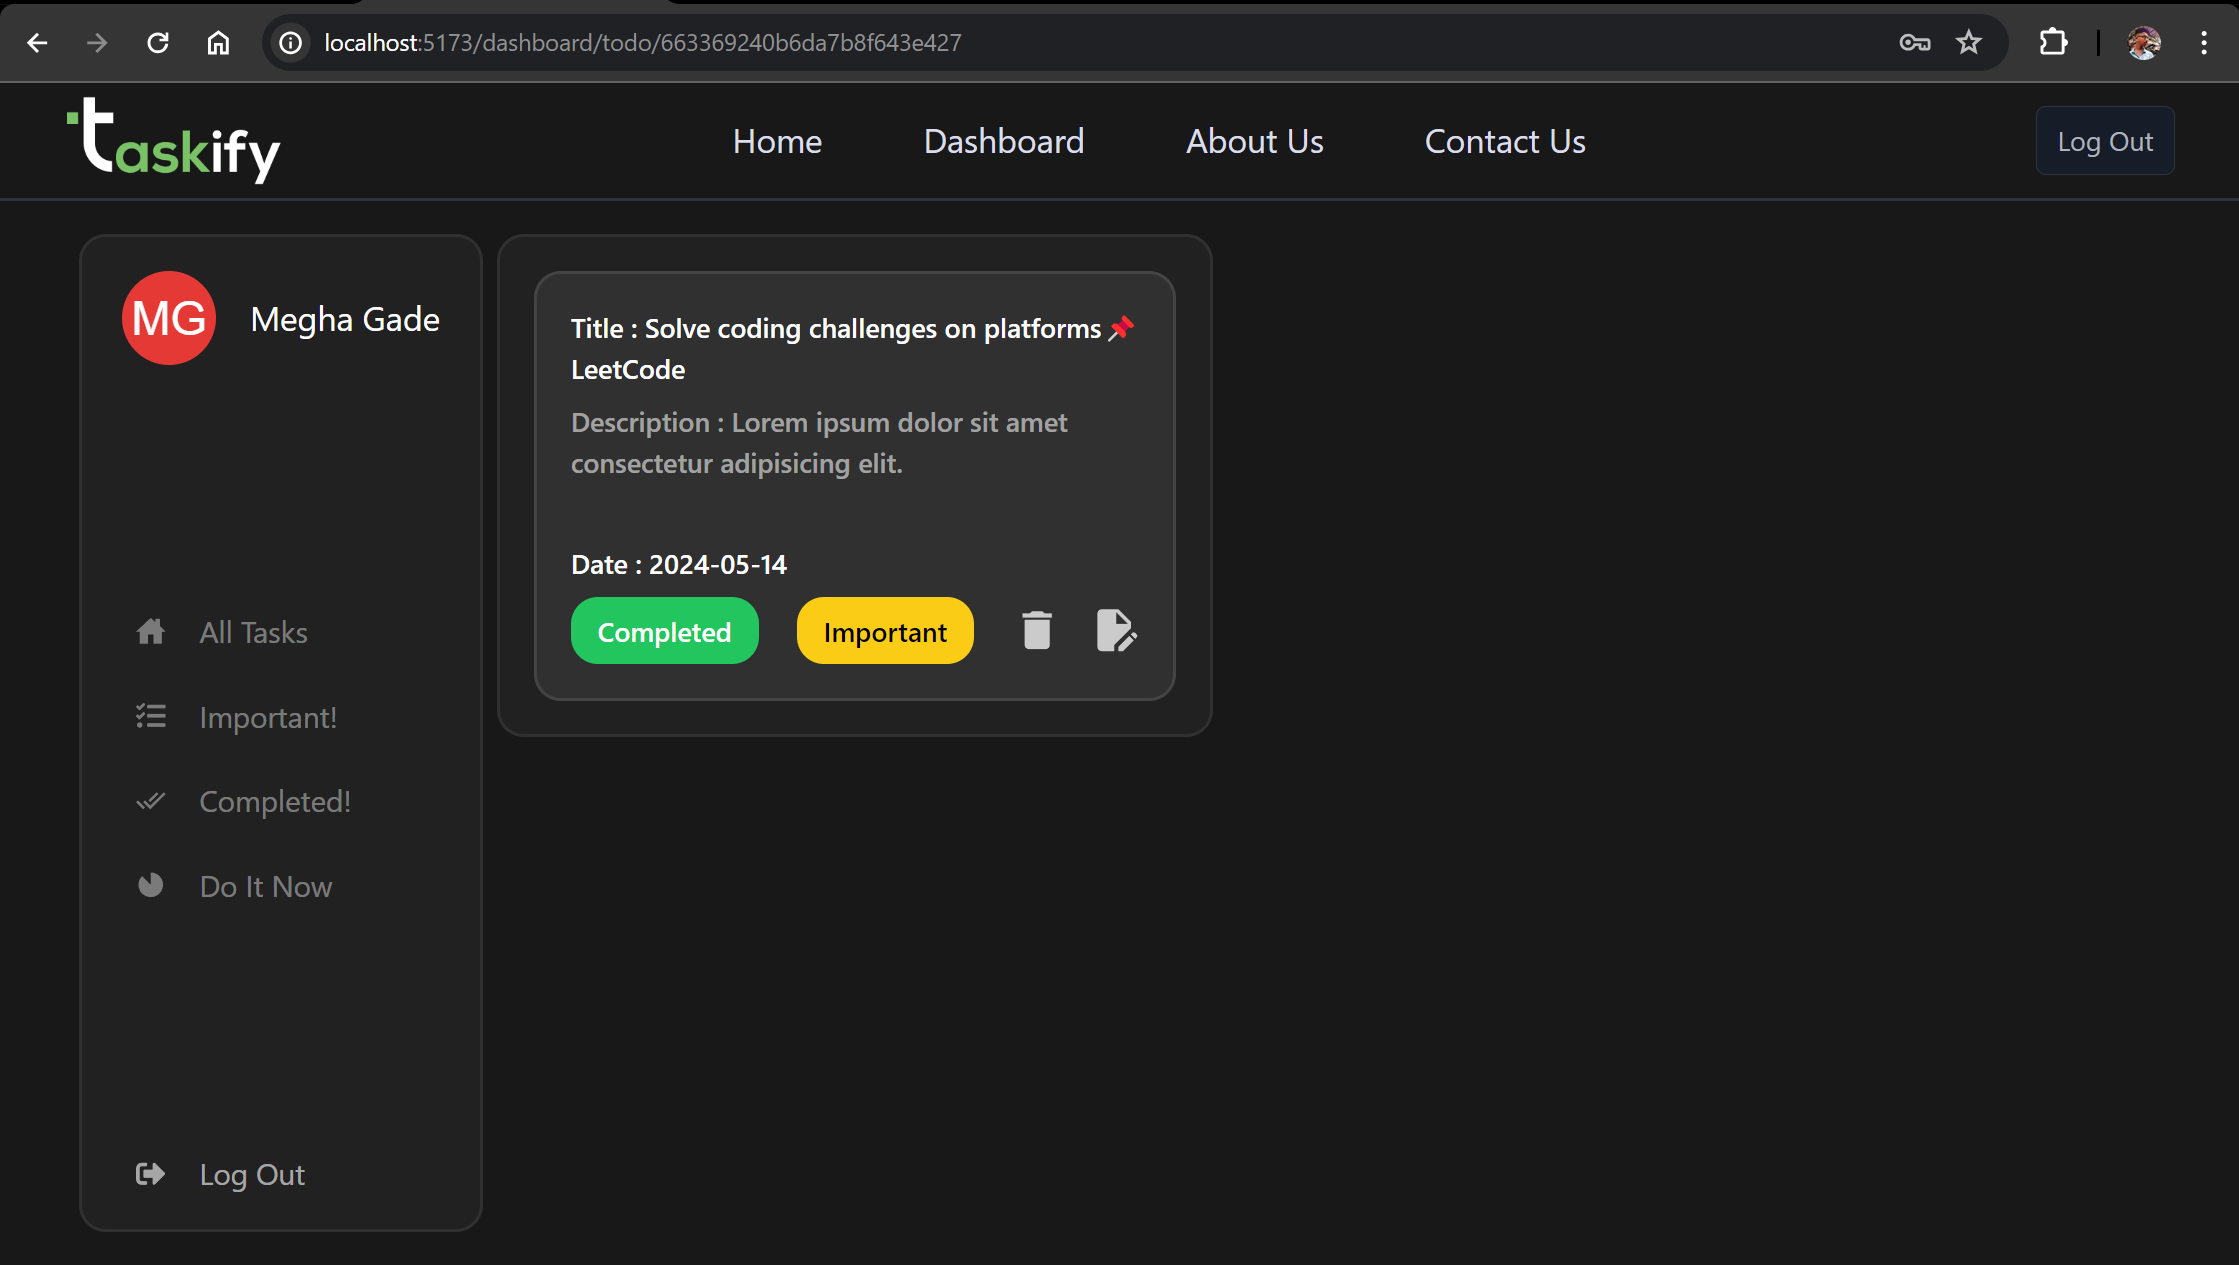 localhost:5173/dashboard/todo/663369240b6da7b8f643e427
taskify
Home
Dashboard
About Us
Contact Us
Log Out
MG
Megha Gade
All Tasks
Important!
Completed!
Do It Now
Log Out
Title : Solve coding challenges on platforms 📌
LeetCode
Description : Lorem ipsum dolor sit amet
consectetur adipisicing elit.
Date : 2024-05-14
Completed
Important